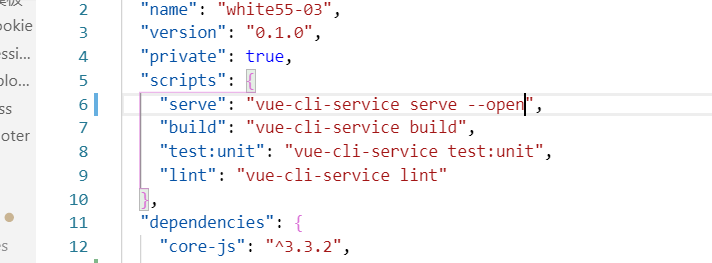 ookie
essi...
plo...
ss
oter
es
2 "name": "white55-03",
3 "version": "0.1.0",
4 "private": true,
5 "scripts": {
6 "serve": "vue-cli-service serve --open",
7 "build": "vue-cli-service build",
8 "test:unit": "vue-cli-service test:unit",
9 "lint": "vue-cli-service lint"
10 },
11 "dependencies": {
12 "core-js": "^3.3.2",